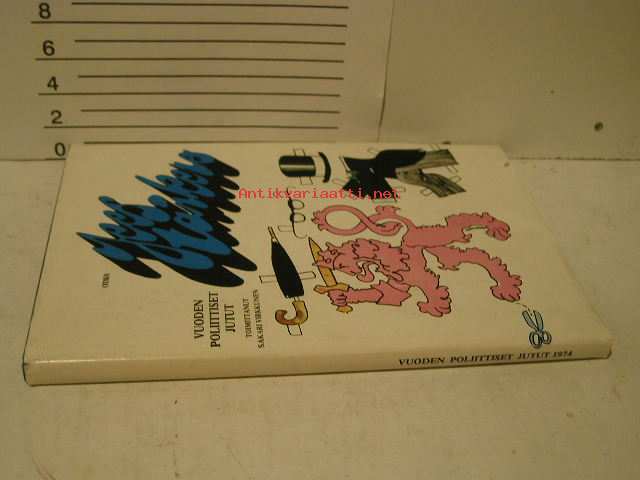 8
6
4
2
0
Antikvariaatti.net
OTAVA
VUODEN
POLIITTISET
JUTUT
TOIMITTANUT
SAKARI VIRKKUNEN
VUODEN POLIITTISET JUTUT 1974